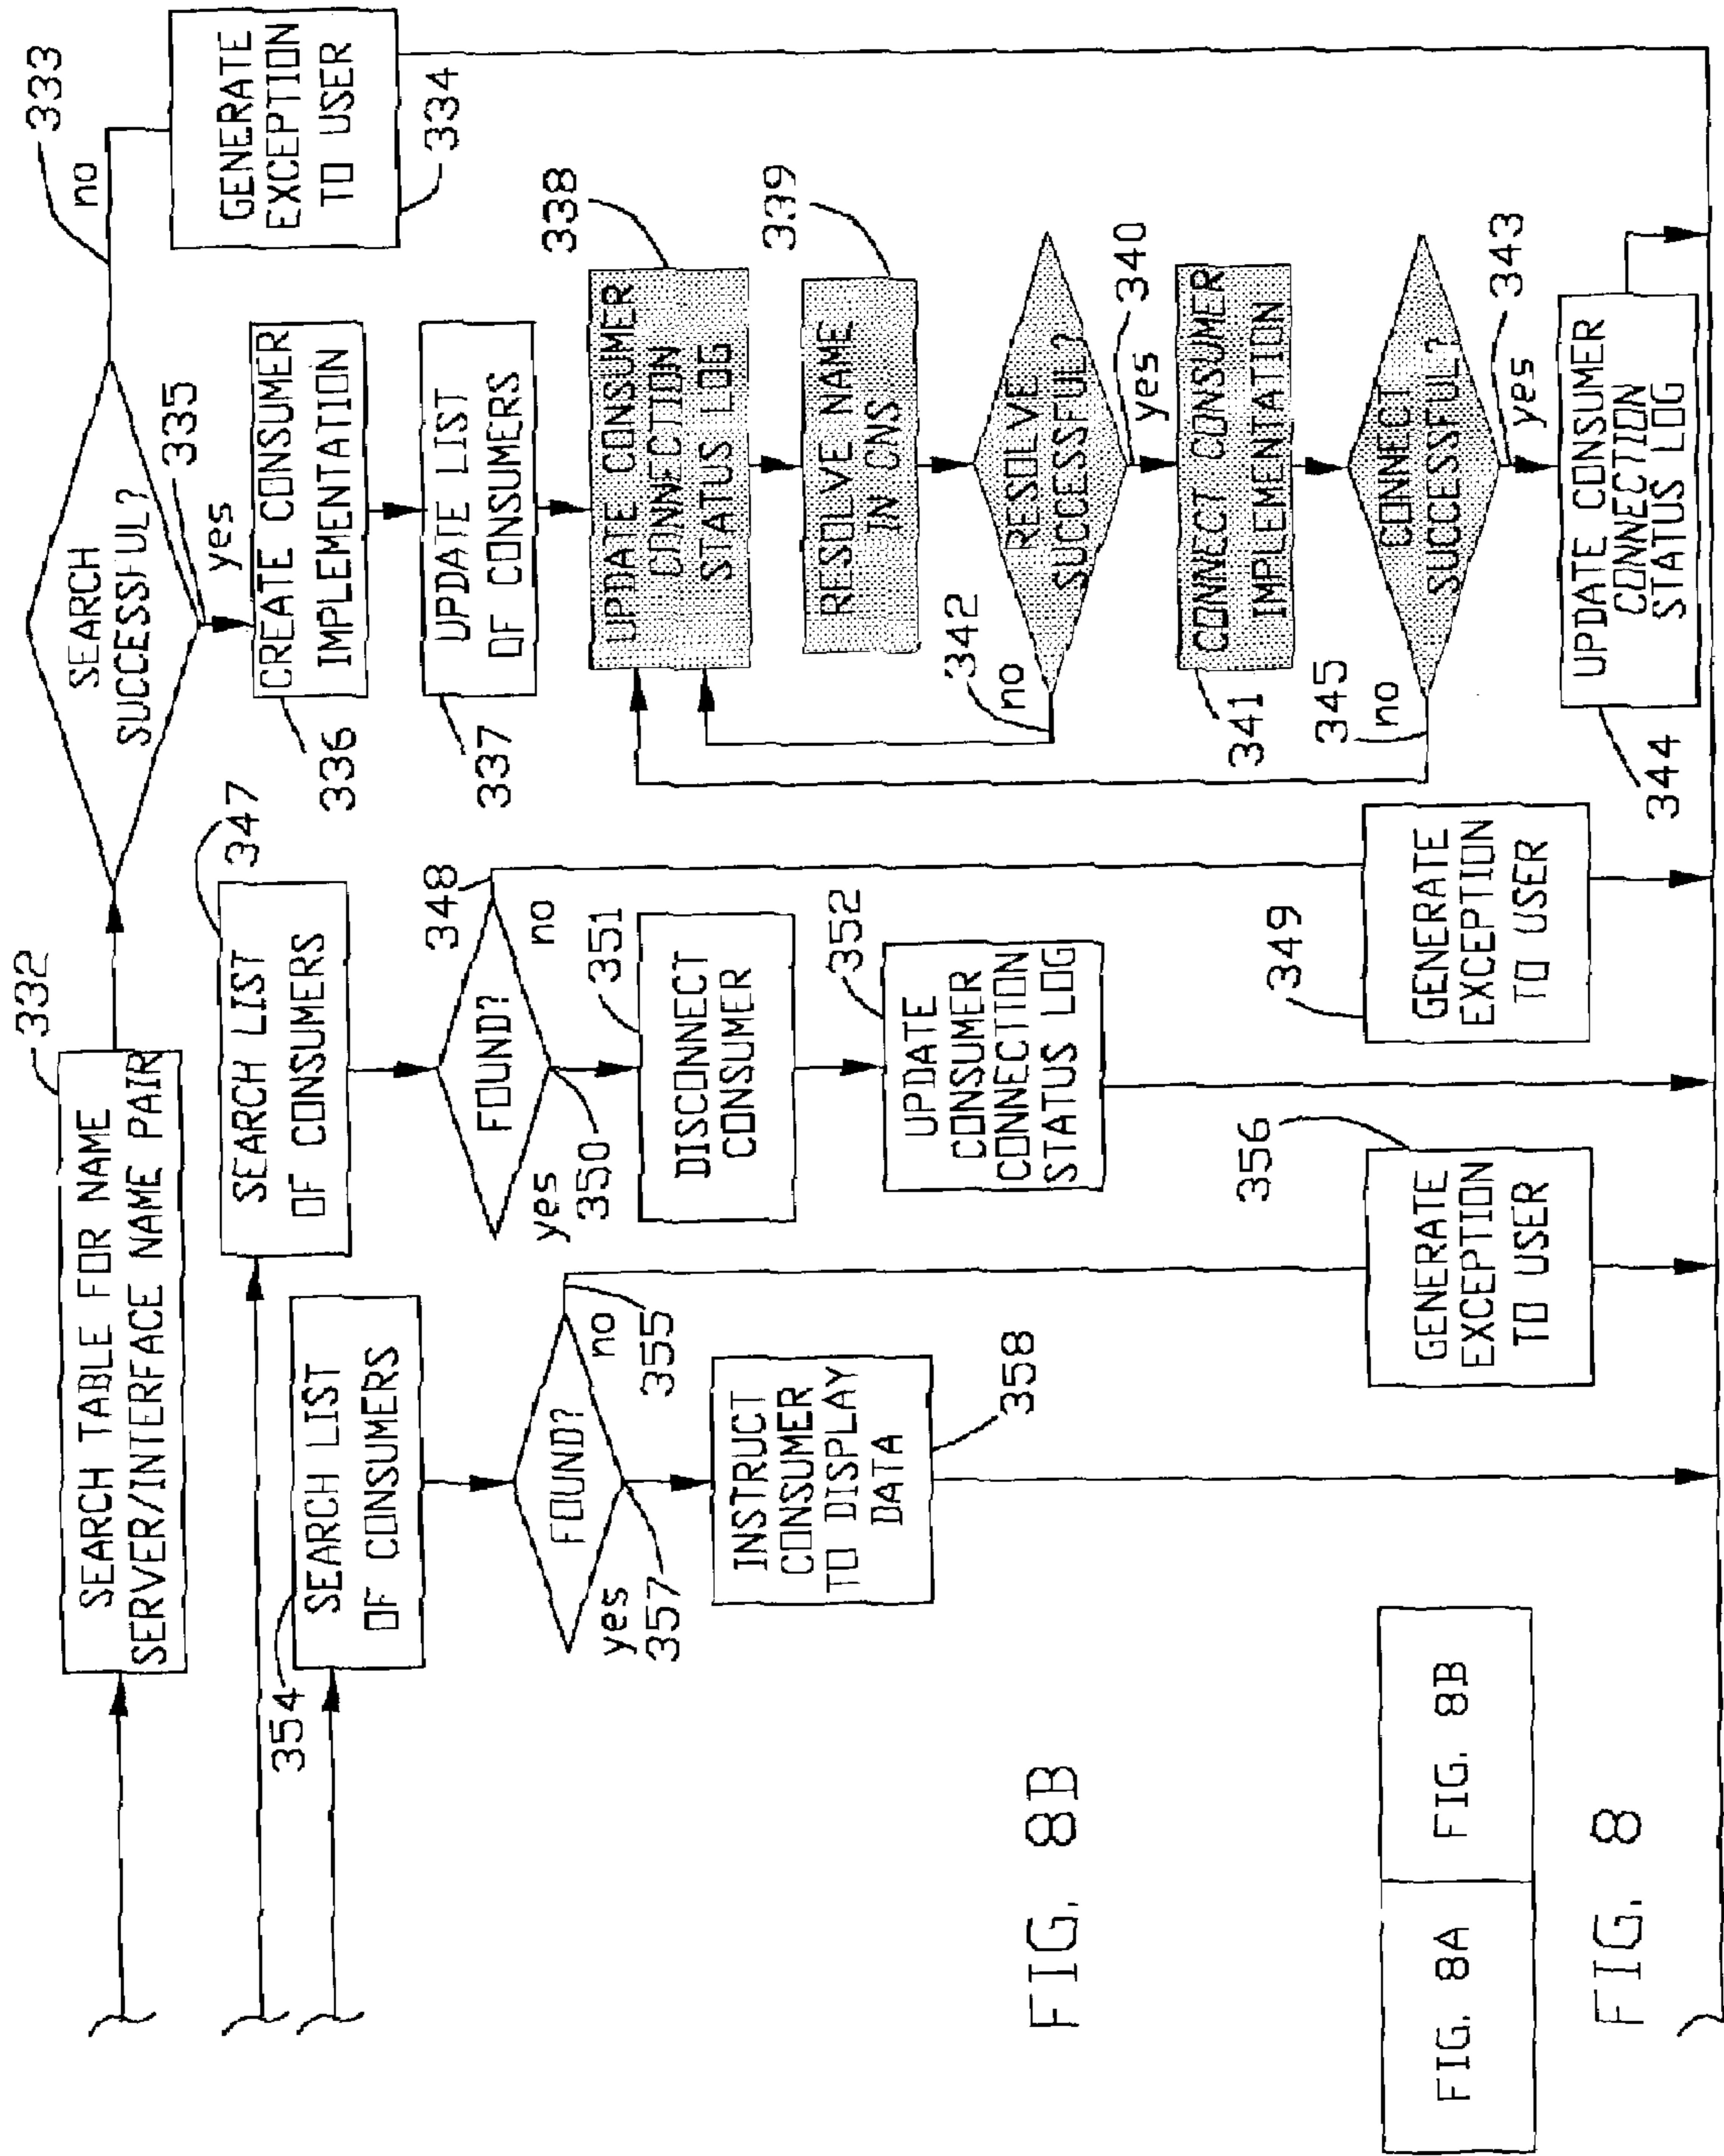 332
SEARCH TABLE FOR NAME
SERVER/INTERFACE NAME PAIR
SEARCH
SUCCESSFUL?
333
no
GENERATE
EXCEPTION
TO USER
334
335
yes
CREATE CONSUMER
IMPLEMENTATION
336
UPDATE LIST
OF CONSUMERS
337
UPDATE CONSUMER
CONNECTION
STATUS LOG
338
RESOLVE NAME
IN CNS
339
RESOLVE
SUCCESSFUL?
340
yes
342
no
CONNECT CONSUMER
IMPLEMENTATION
341
CONNECT
SUCCESSFUL?
343
yes
345
no
UPDATE CONSUMER
CONNECTION
STATUS LOG
344
347
SEARCH LIST
OF CONSUMERS
FOUND?
348
no
yes
350
351
DISCONNECT
CONSUMER
352
UPDATE
CONSUMER
CONNECTION
STATUS LOG
349
GENERATE
EXCEPTION
TO USER
354
SEARCH LIST
OF CONSUMERS
FOUND?
no
355
yes
357
INSTRUCT
CONSUMER
TO DISPLAY
DATA
358
356
GENERATE
EXCEPTION
TO USER
FIG. 8B
FIG. 8A
FIG. 8B
FIG. 8